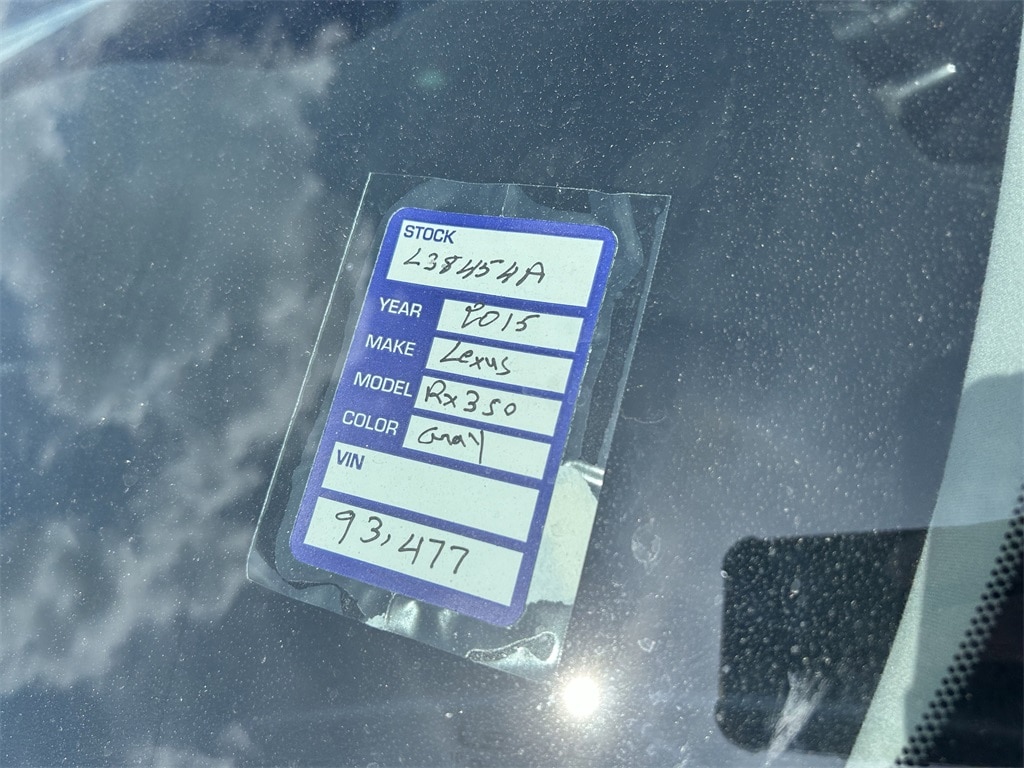 STOCK
L38454A
YEAR 2015
MAKE Lexus
MODEL Rx350
COLOR Gray
VIN
93,477